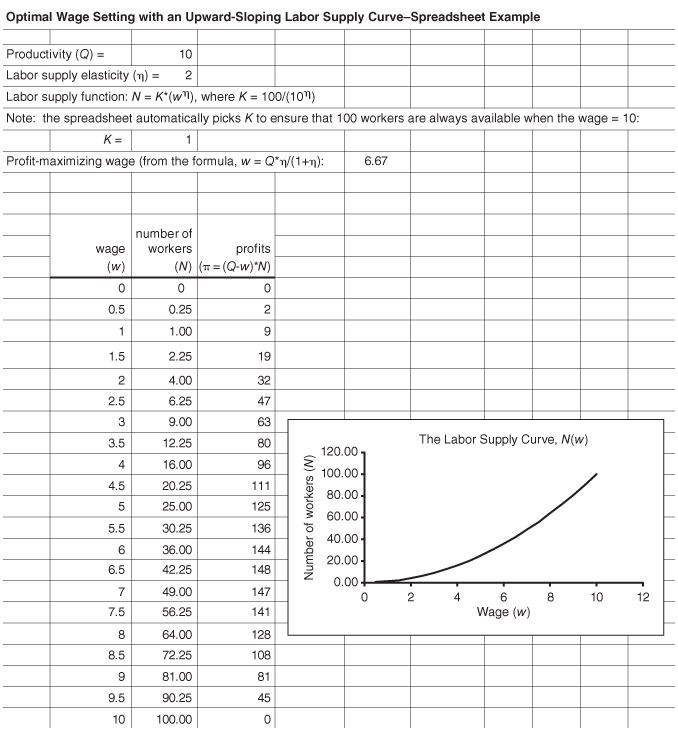 Optimal Wage Setting with an Upward-Sloping Labor Supply Curve–Spreadsheet Example
Productivity (Q) = 10
Labor supply elasticity (η) = 2
Labor supply function: N = K*(wη), where K = 100/(10η)
Note: the spreadsheet automatically picks K to ensure that 100 workers are always available when the wage = 10:
K = 1
Profit-maximizing wage (from the formula, w = Q*η/(1+η): 6.67
number of
wage workers profits
(w) (N) (π = (Q-w)*N)
0 0 0
0.5 0.25 2
1 1.00 9
1.5 2.25 19
2 4.00 32
2.5 6.25 47
3 9.00 63
3.5 12.25 80
4 16.00 96
4.5 20.25 111
5 25.00 125
5.5 30.25 136
6 36.00 144
6.5 42.25 148
7 49.00 147
7.5 56.25 141
8 64.00 128
8.5 72.25 108
9 81.00 81
9.5 90.25 45
10 100.00 0
The Labor Supply Curve, N(w)
Number of workers (N)
120.00
100.00
80.00
60.00
40.00
20.00
0.00
0 2 4 6 8 10 12
Wage (w)